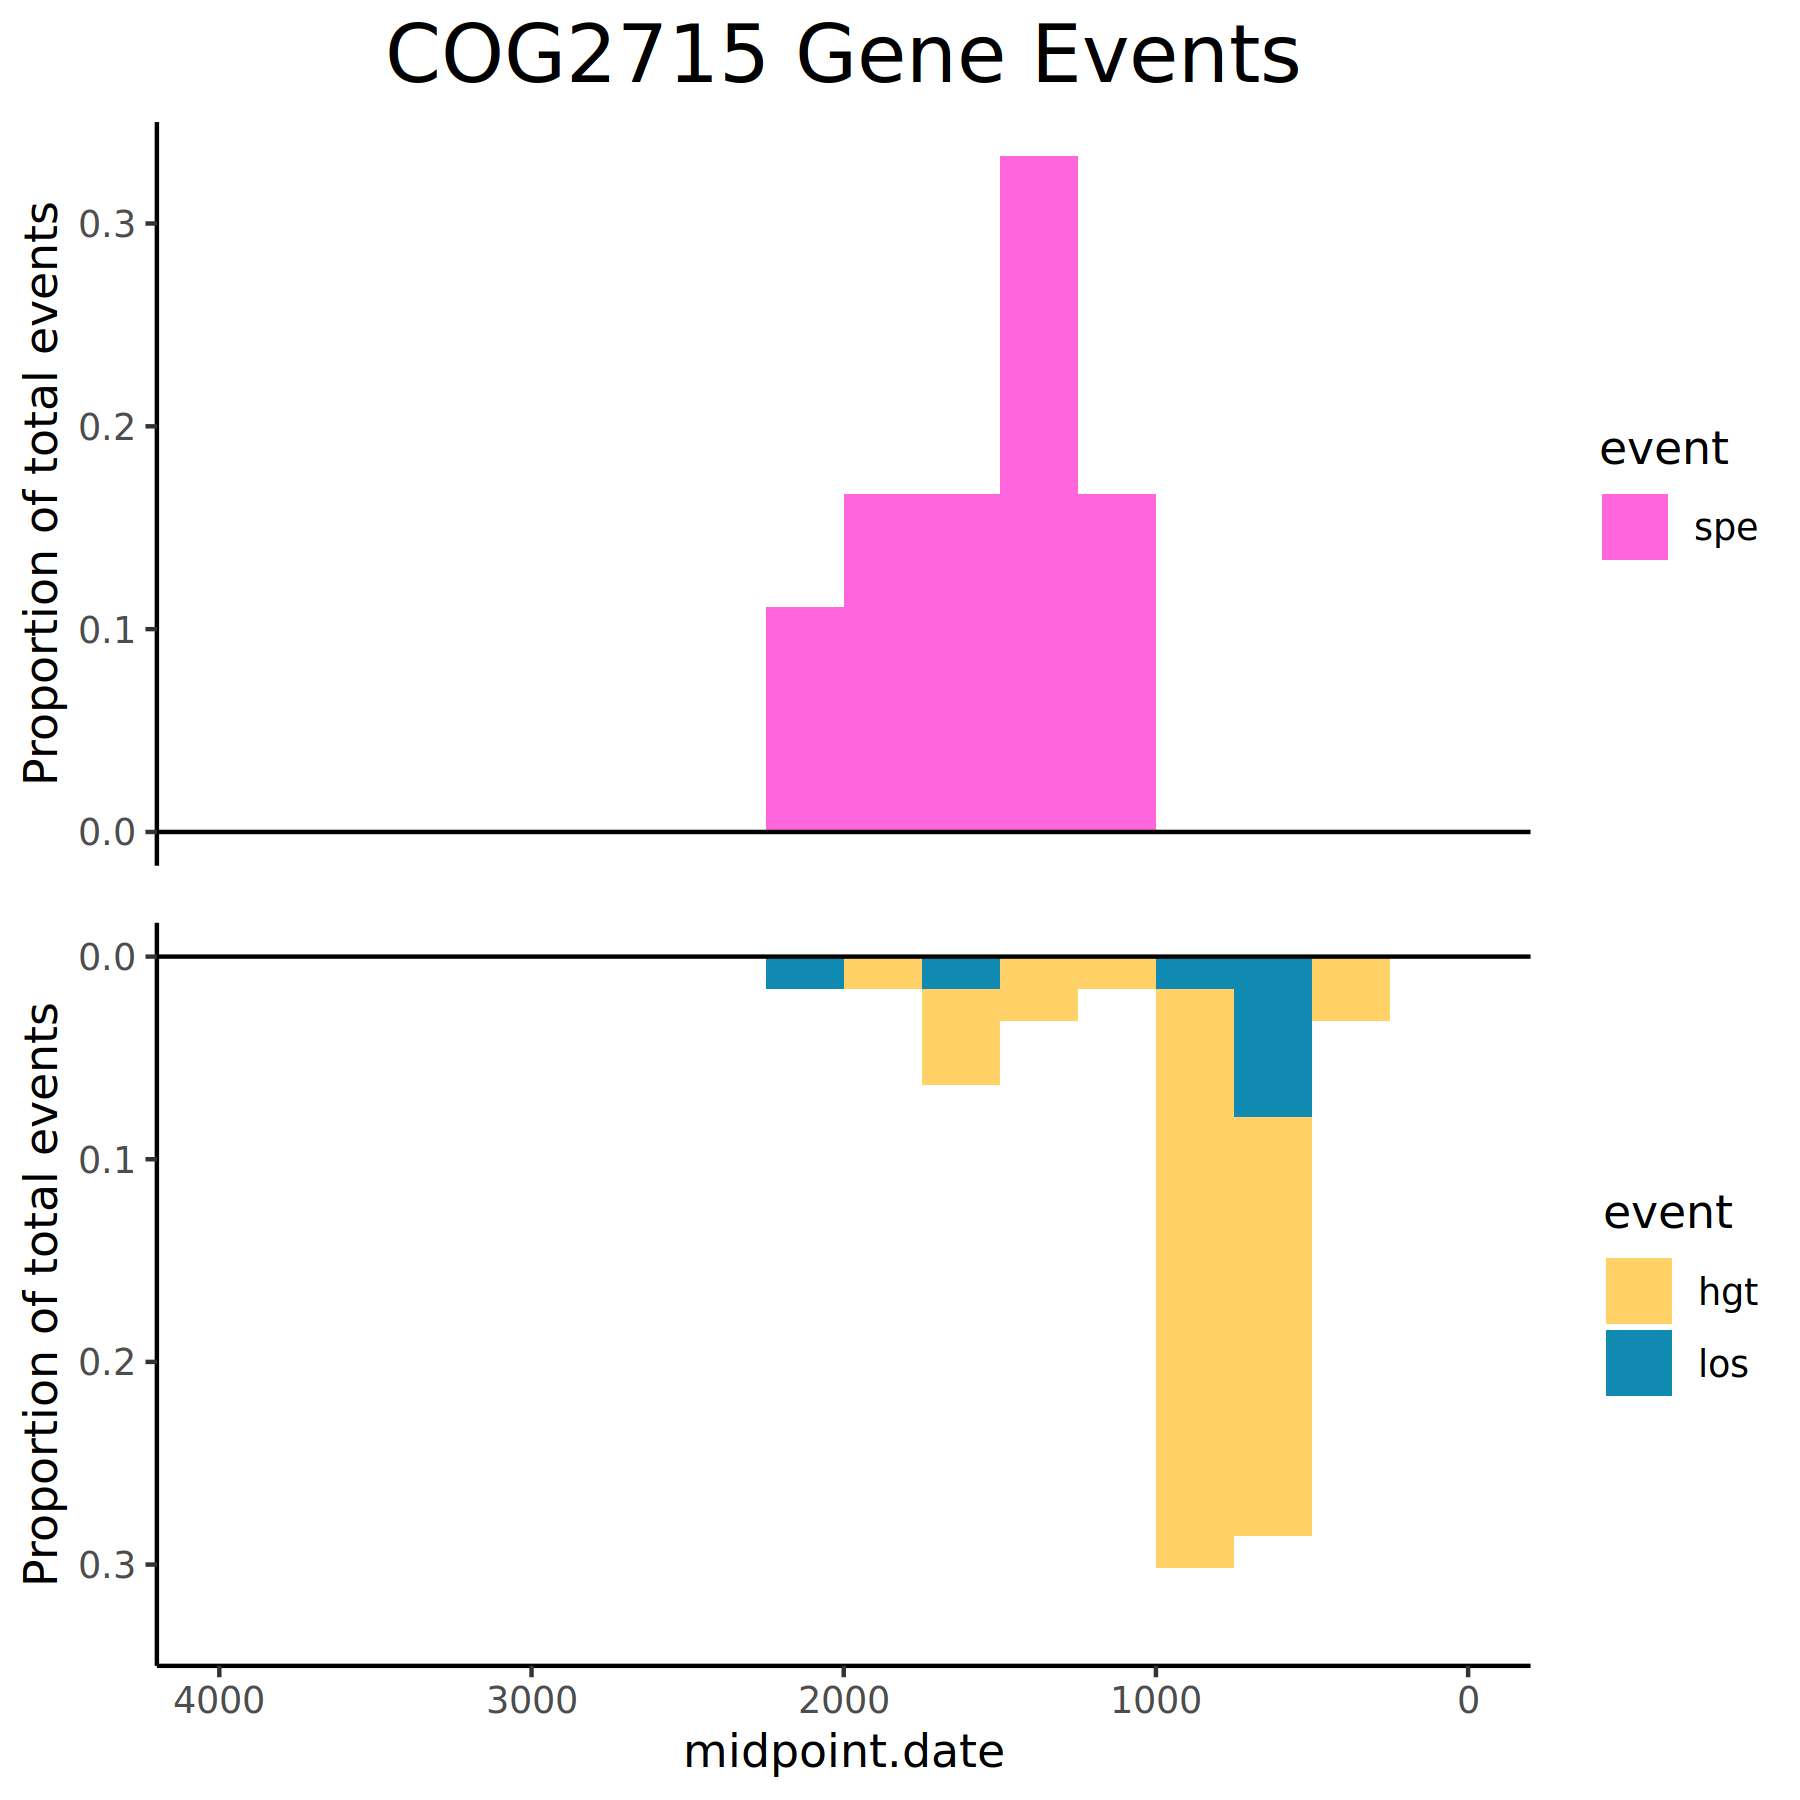 COG2715 Gene Events
Proportion of total events
0.3
0.2
0.1
0.0
event
spe
Proportion of total events
0.0
0.1
0.2
0.3
event
hgt
los
4000 3000 2000 1000 0
midpoint.date